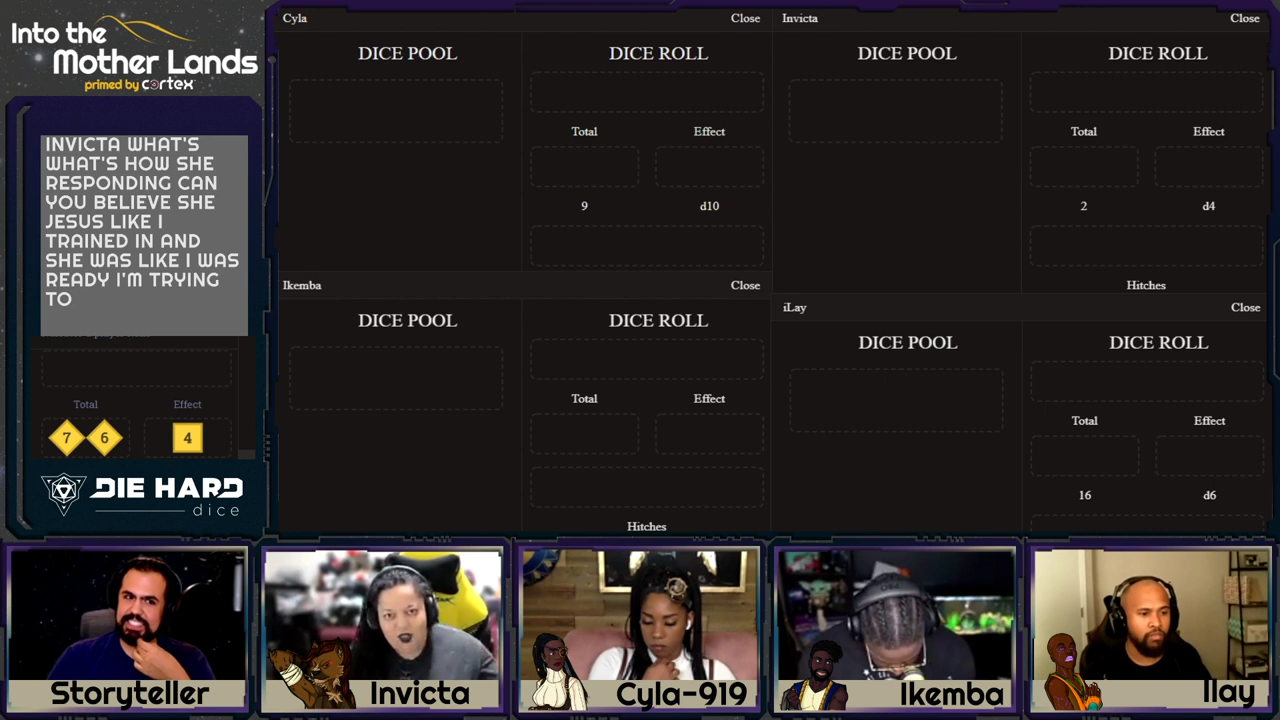 Into the
Mother Lands
primed by cortex
INVICTA WHAT'S
WHAT'S HOW SHE
RESPONDING CAN
YOU BELIEVE SHE
JESUS LIKE I
TRAINED IN AND
SHE WAS LIKE I WAS
READY I'M TRYING
TO
Total Effect
7 6 4
DIE HARD
dice
Cyla Close
DICE POOL DICE ROLL
Total Effect
9 d10
Invicta Close
DICE POOL DICE ROLL
Total Effect
2 d4
Hitches
Ikemba Close
DICE POOL DICE ROLL
Total Effect
Hitches
iLay Close
DICE POOL DICE ROLL
Total Effect
16 d6
Storyteller
Invicta
Cyla-919
Ikemba
Ilay